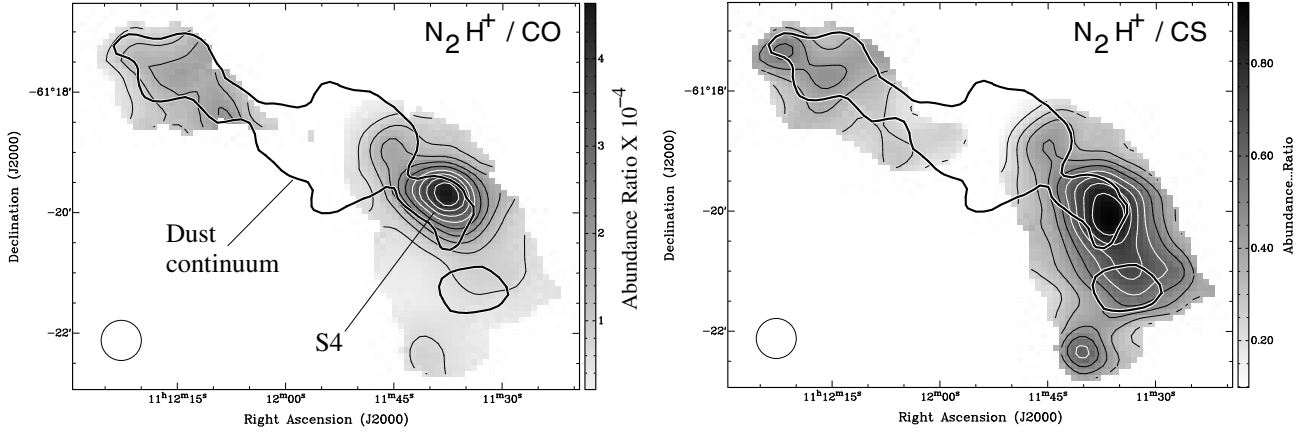 N2H+ / CO
-61°18′
-20′
-22′
Declination (J2000)
Dust
continuum
S4
11h12m15s
12m00s
11m45s
11m30s
Right Ascension (J2000)
4
3
2
1
Abundance Ratio X 10−4
N2H+ / CS
-61°18′
-20′
-22′
Declination (J2000)
11h12m15s
12m00s
11m45s
11m30s
Right Ascension (J2000)
0.80
0.60
0.40
0.20
Abundance...Ratio